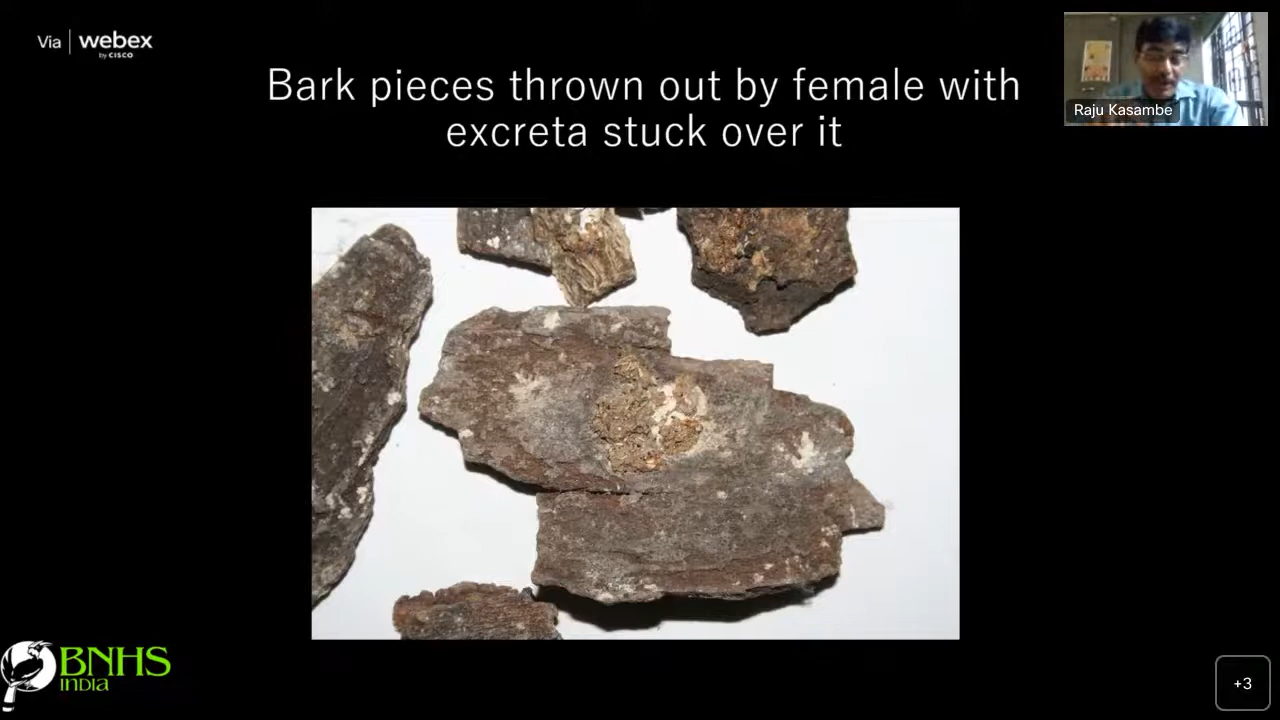 Via webex
by CISCO
Bark pieces thrown out by female with
excreta stuck over it
Raju Kasambe
BNHS
INDIA
+3